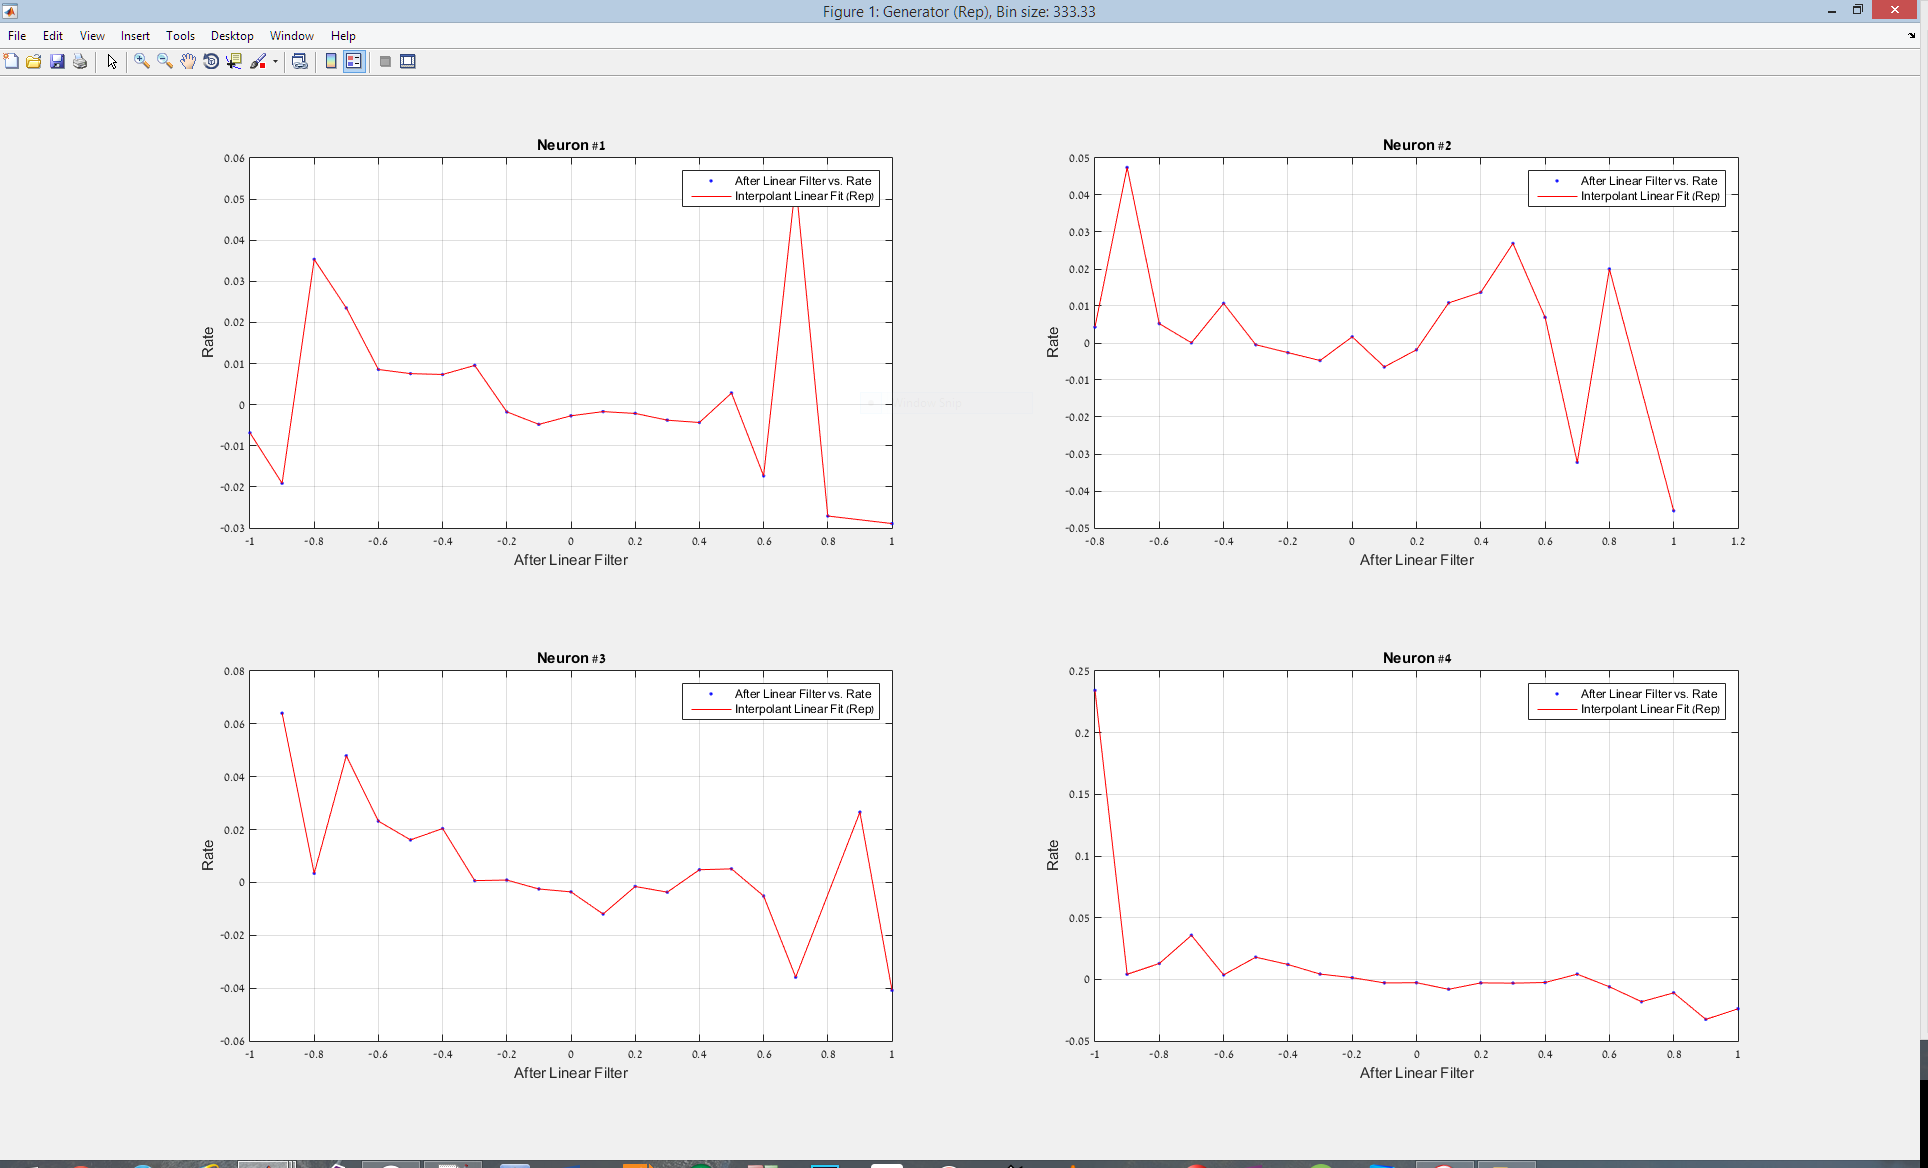 Figure 1: Generator (Rep), Bin size: 333.33
File Edit View Insert Tools Desktop Window Help
Neuron #1
0.06
0.05
0.04
0.03
0.02
0.01
0
-0.01
-0.02
-0.03
Rate
-1 -0.8 -0.6 -0.4 -0.2 0 0.2 0.4 0.6 0.8 1
After Linear Filter
After Linear Filter vs. Rate
Interpolant Linear Fit (Rep)
Neuron #2
0.05
0.04
0.03
0.02
0.01
0
-0.01
-0.02
-0.03
-0.04
-0.05
Rate
-0.8 -0.6 -0.4 -0.2 0 0.2 0.4 0.6 0.8 1 1.2
After Linear Filter
After Linear Filter vs. Rate
Interpolant Linear Fit (Rep)
Neuron #3
0.08
0.06
0.04
0.02
0
-0.02
-0.04
-0.06
Rate
-1 -0.8 -0.6 -0.4 -0.2 0 0.2 0.4 0.6 0.8 1
After Linear Filter
After Linear Filter vs. Rate
Interpolant Linear Fit (Rep)
Neuron #4
0.25
0.2
0.15
0.1
0.05
0
-0.05
Rate
-1 -0.8 -0.6 -0.4 -0.2 0 0.2 0.4 0.6 0.8 1
After Linear Filter
After Linear Filter vs. Rate
Interpolant Linear Fit (Rep)